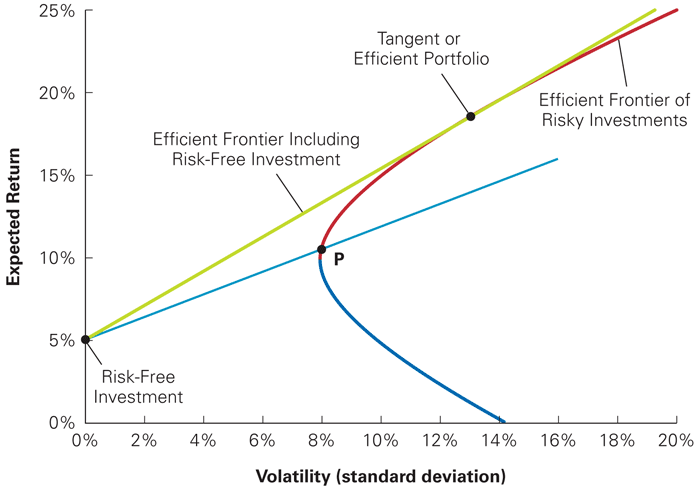 25%
20%
15%
10%
5%
0%
Expected Return
Tangent or
Efficient Portfolio
Efficient Frontier of
Risky Investments
Efficient Frontier Including
Risk-Free Investment
P
Risk-Free
Investment
0% 2% 4% 6% 8% 10% 12% 14% 16% 18% 20%
Volatility (standard deviation)